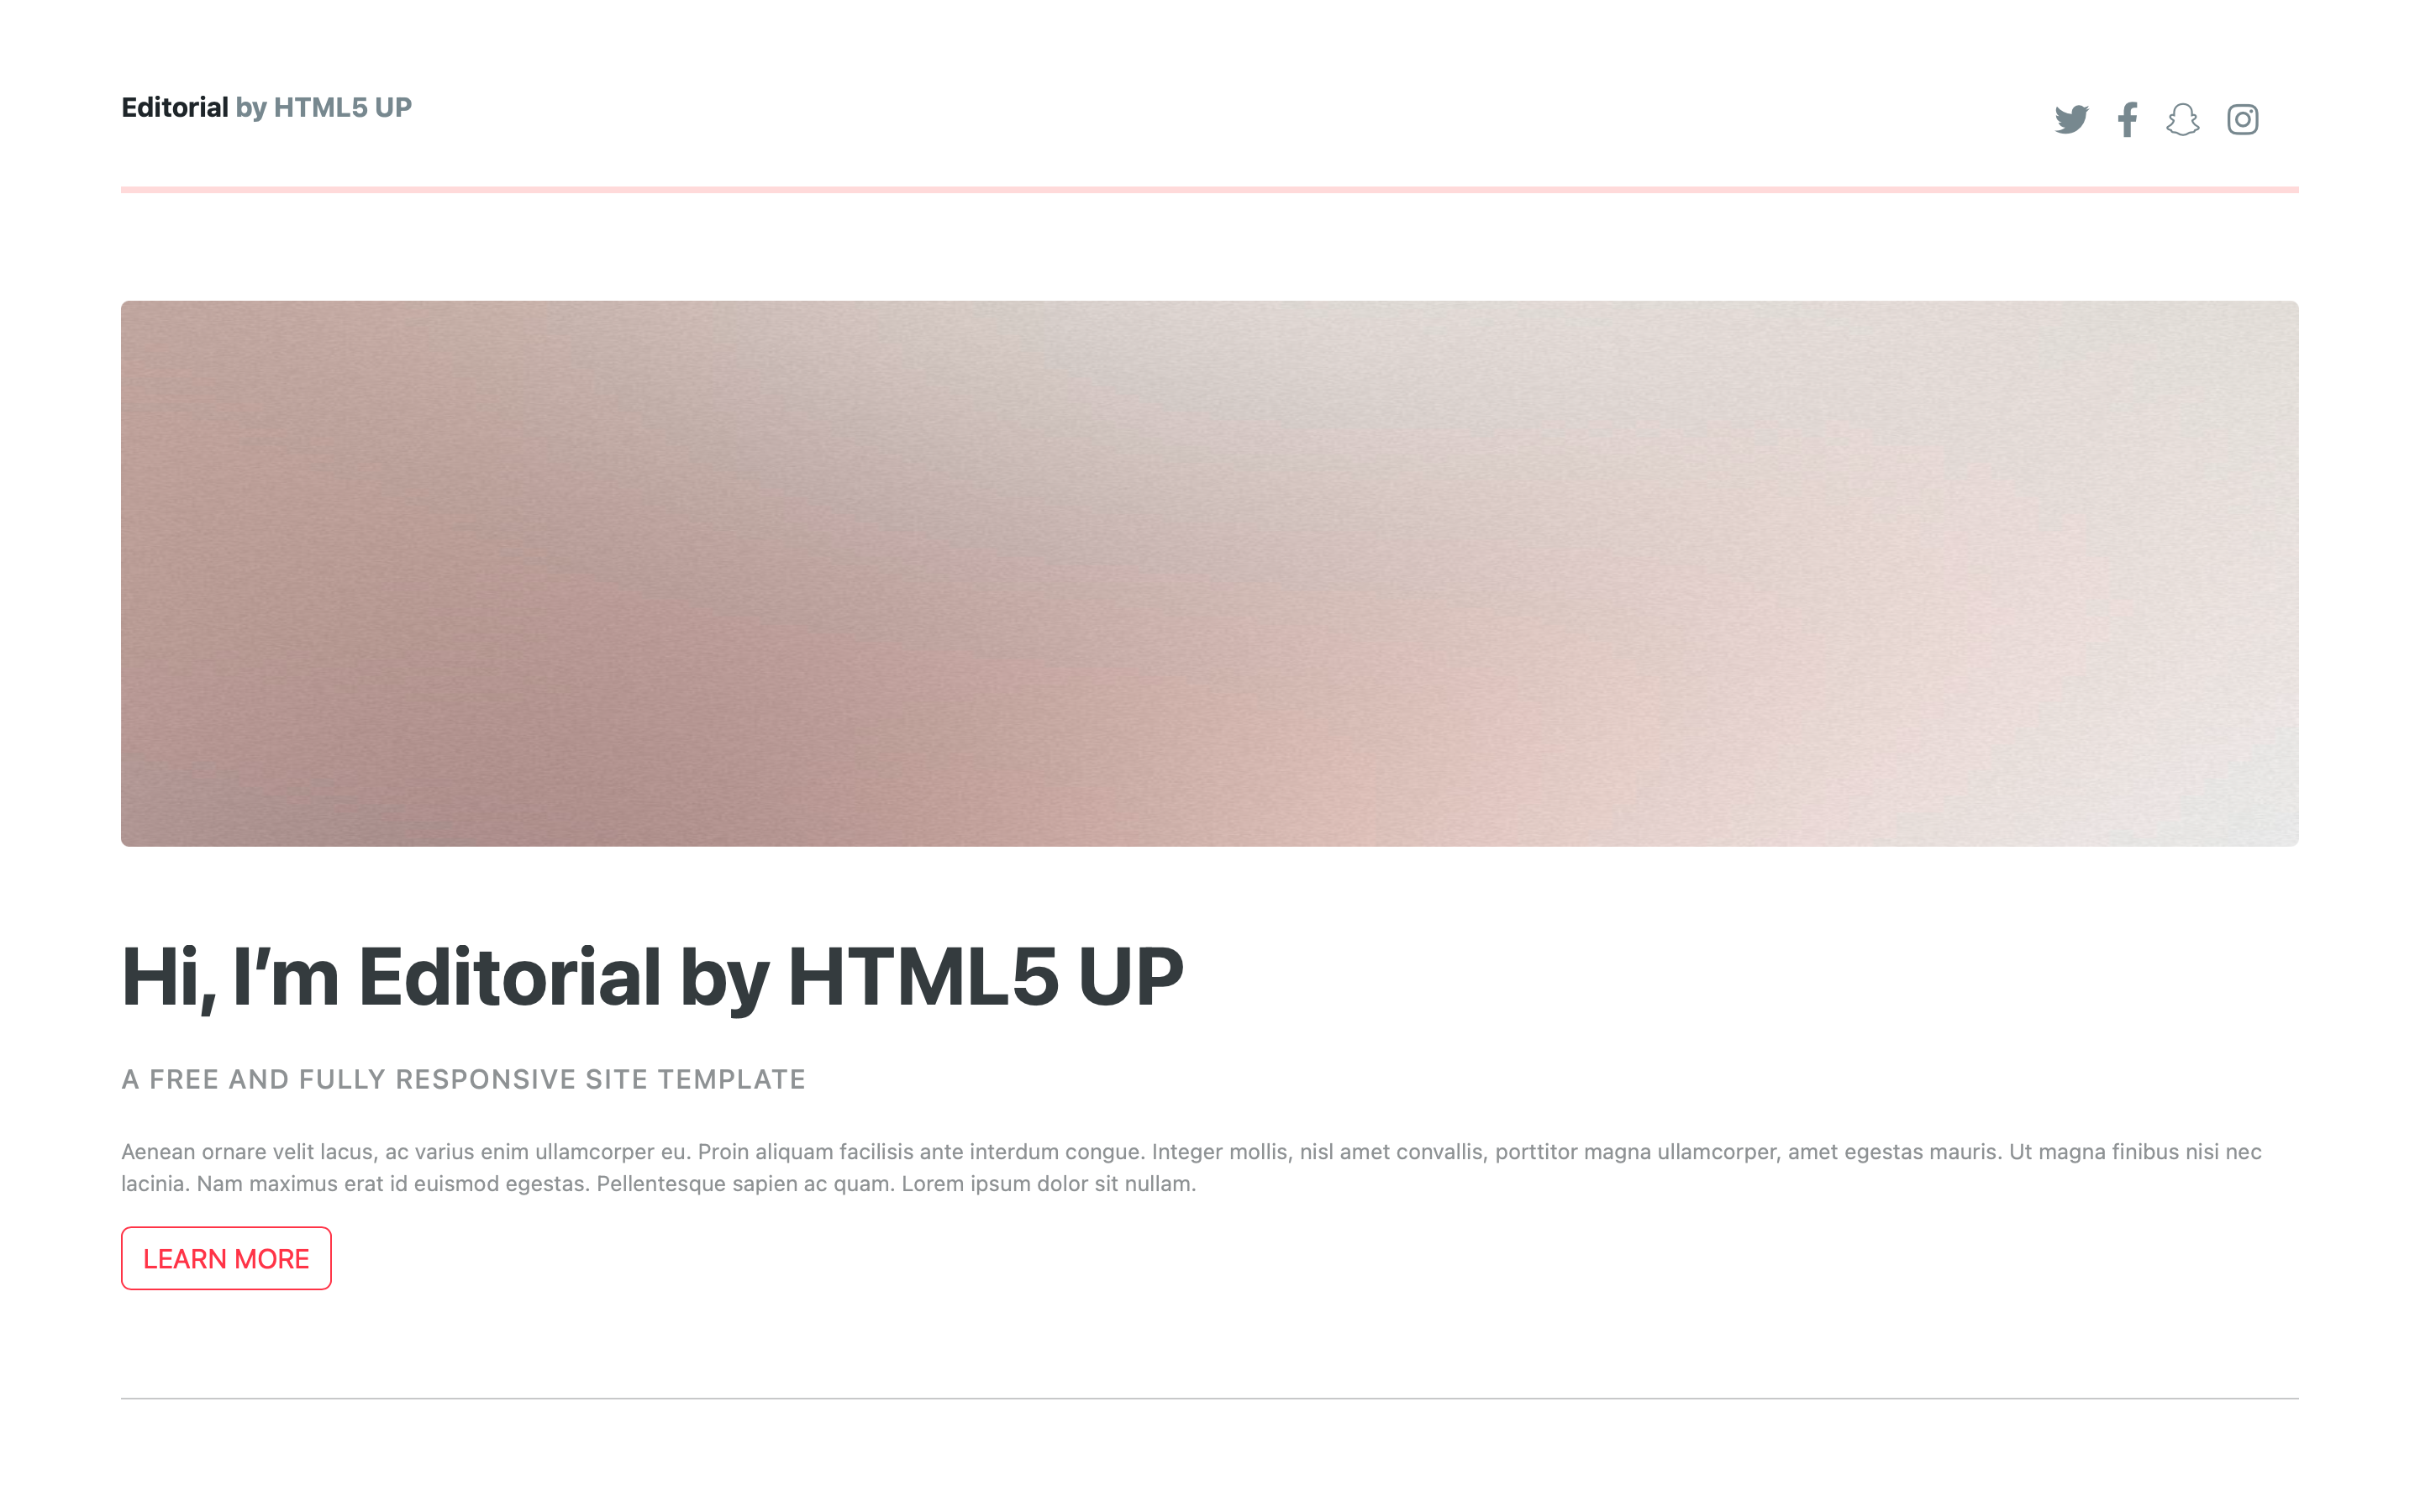 Editorial by HTML5 UP
Hi, I’m Editorial by HTML5 UP
A FREE AND FULLY RESPONSIVE SITE TEMPLATE
Aenean ornare velit lacus, ac varius enim ullamcorper eu. Proin aliquam facilisis ante interdum congue. Integer mollis, nisl amet convallis, porttitor magna ullamcorper, amet egestas mauris. Ut magna finibus nisi nec
lacinia. Nam maximus erat id euismod egestas. Pellentesque sapien ac quam. Lorem ipsum dolor sit nullam.
LEARN MORE